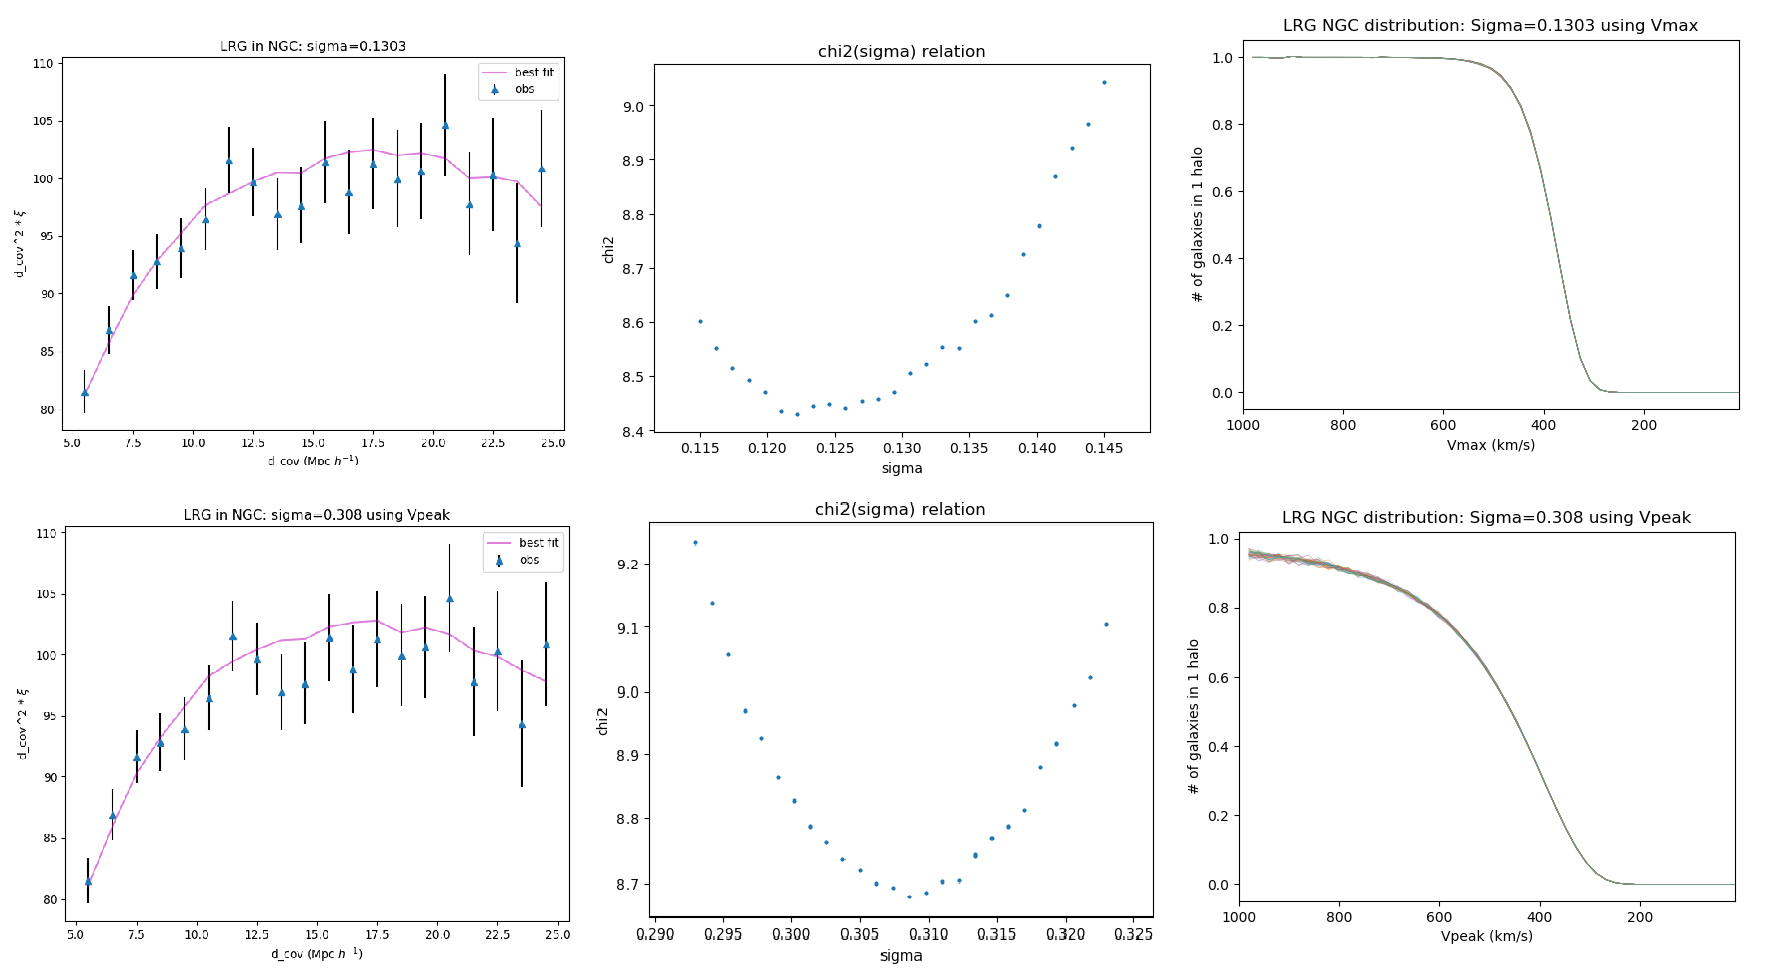 LRG in NGC: sigma=0.1303
110
105
100
95
90
85
80
d_cov^2 * ξ
best fit
obs
5.0 7.5 10.0 12.5 15.0 17.5 20.0 22.5 25.0
d_cov (Mpc h⁻¹)
chi2(sigma) relation
9.0
8.9
8.8
8.7
8.6
8.5
8.4
chi2
0.115 0.120 0.125 0.130 0.135 0.140 0.145
sigma
LRG NGC distribution: Sigma=0.1303 using Vmax
1.0
0.8
0.6
0.4
0.2
0.0
# of galaxies in 1 halo
1000 800 600 400 200
Vmax (km/s)
LRG in NGC: sigma=0.308 using Vpeak
110
105
100
95
90
85
80
d_cov^2 * ξ
best fit
obs
5.0 7.5 10.0 12.5 15.0 17.5 20.0 22.5 25.0
d_cov (Mpc h⁻¹)
chi2(sigma) relation
9.2
9.1
9.0
8.9
8.8
8.7
chi2
0.290 0.295 0.300 0.305 0.310 0.315 0.320 0.325
sigma
LRG NGC distribution: Sigma=0.308 using Vpeak
1.0
0.8
0.6
0.4
0.2
0.0
# of galaxies in 1 halo
1000 800 600 400 200
Vpeak (km/s)